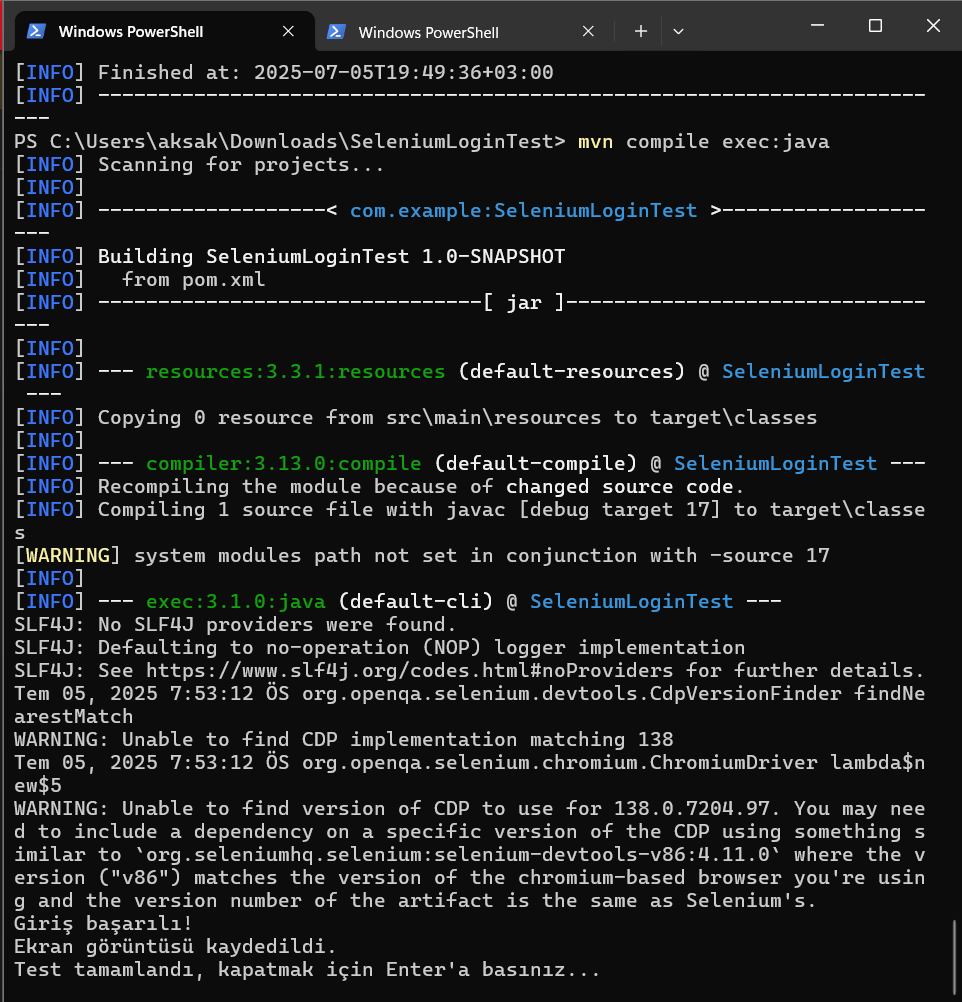 Windows PowerShell
Windows PowerShell
[INFO] Finished at: 2025-07-05T19:49:36+03:00
[INFO] ---------------------------------------------------------------------
---
PS C:\Users\aksak\Downloads\SeleniumLoginTest> mvn compile exec:java
[INFO] Scanning for projects...
[INFO]
[INFO] -------------------< com.example:SeleniumLoginTest >-----------------
---
[INFO] Building SeleniumLoginTest 1.0-SNAPSHOT
[INFO]   from pom.xml
[INFO] --------------------------------[ jar ]------------------------------
---
[INFO]
[INFO] --- resources:3.3.1:resources (default-resources) @ SeleniumLoginTest
 ---
[INFO] Copying 0 resource from src\main\resources to target\classes
[INFO]
[INFO] --- compiler:3.13.0:compile (default-compile) @ SeleniumLoginTest ---
[INFO] Recompiling the module because of changed source code.
[INFO] Compiling 1 source file with javac [debug target 17] to target\classe
s
[WARNING] system modules path not set in conjunction with -source 17
[INFO]
[INFO] --- exec:3.1.0:java (default-cli) @ SeleniumLoginTest ---
SLF4J: No SLF4J providers were found.
SLF4J: Defaulting to no-operation (NOP) logger implementation
SLF4J: See https://www.slf4j.org/codes.html#noProviders for further details.
Tem 05, 2025 7:53:12 ÖS org.openqa.selenium.devtools.CdpVersionFinder findNe
arestMatch
WARNING: Unable to find CDP implementation matching 138
Tem 05, 2025 7:53:12 ÖS org.openqa.selenium.chromium.ChromiumDriver lambda$n
ew$5
WARNING: Unable to find version of CDP to use for 138.0.7204.97. You may nee
d to include a dependency on a specific version of the CDP using something s
imilar to `org.seleniumhq.selenium:selenium-devtools-v86:4.11.0` where the v
ersion ("v86") matches the version of the chromium-based browser you're usin
g and the version number of the artifact is the same as Selenium's.
Giriş başarılı!
Ekran görüntüsü kaydedildi.
Test tamamlandı, kapatmak için Enter'a basınız...